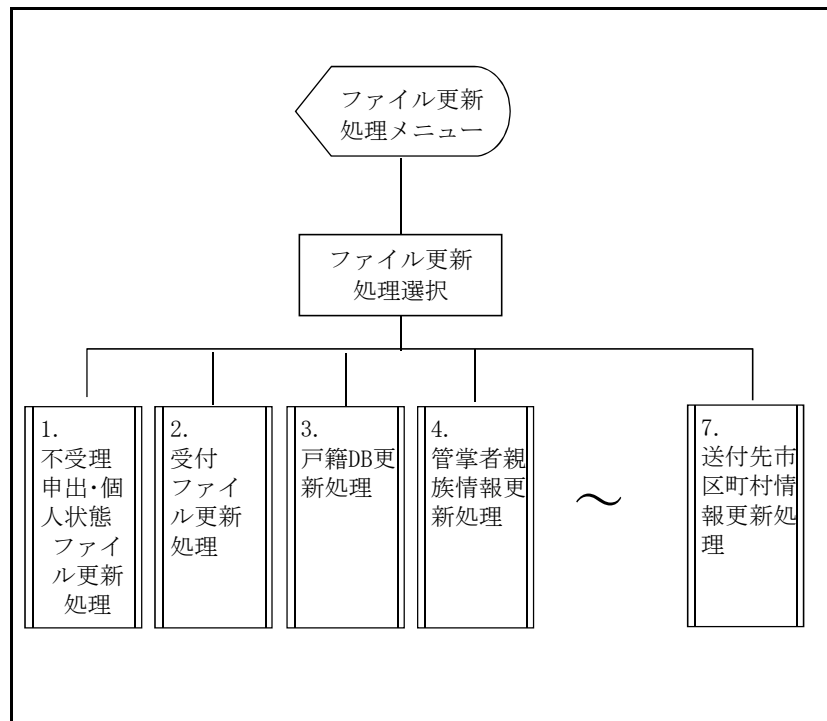 ファイル更新
処理メニュー
ファイル更新
処理選択
1.
不受理
申出・個
人状態
ファイ
ル更新
処理
2.
受付
ファイ
ル更新
処理
3.
戸籍DB更
新処理
4.
管掌者親
族情報更
新処理
～
7.
送付先市
区町村情
報更新処
理